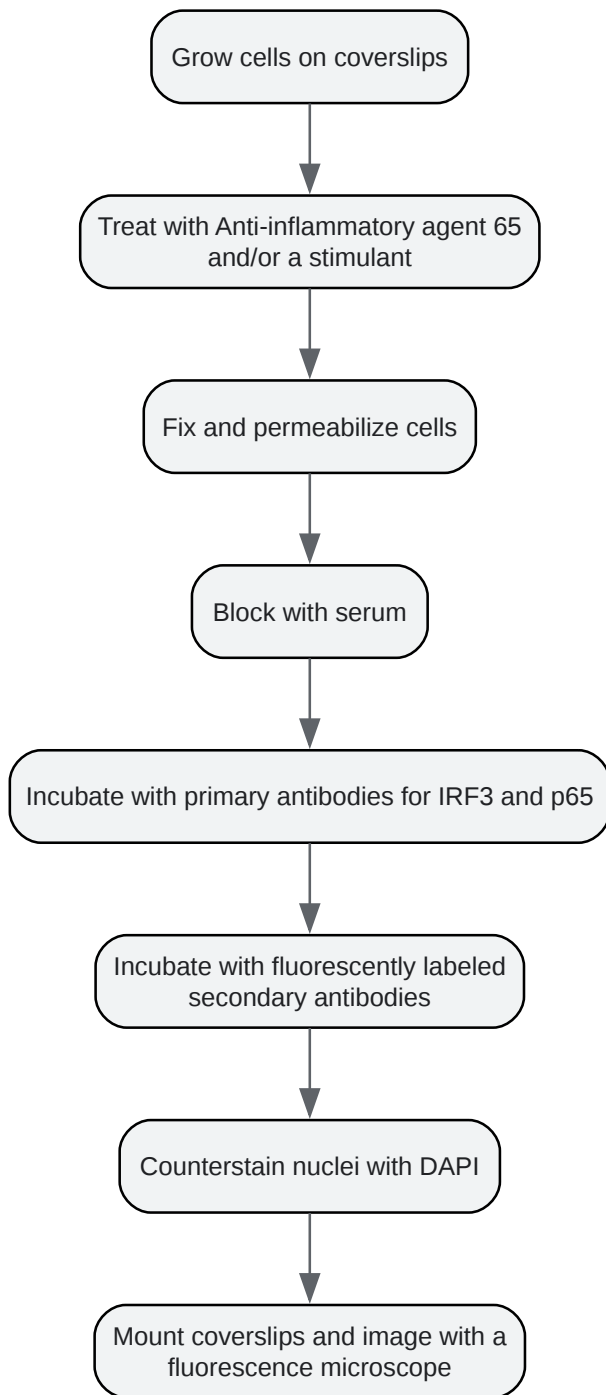 Grow cells on coverslips
Treat with Anti-inflammatory agent 65
and/or a stimulant
Fix and permeabilize cells
Block with serum
Incubate with primary antibodies for IRF3 and p65
Incubate with fluorescently labeled
secondary antibodies
Counterstain nuclei with DAPI
Mount coverslips and image with a
fluorescence microscope